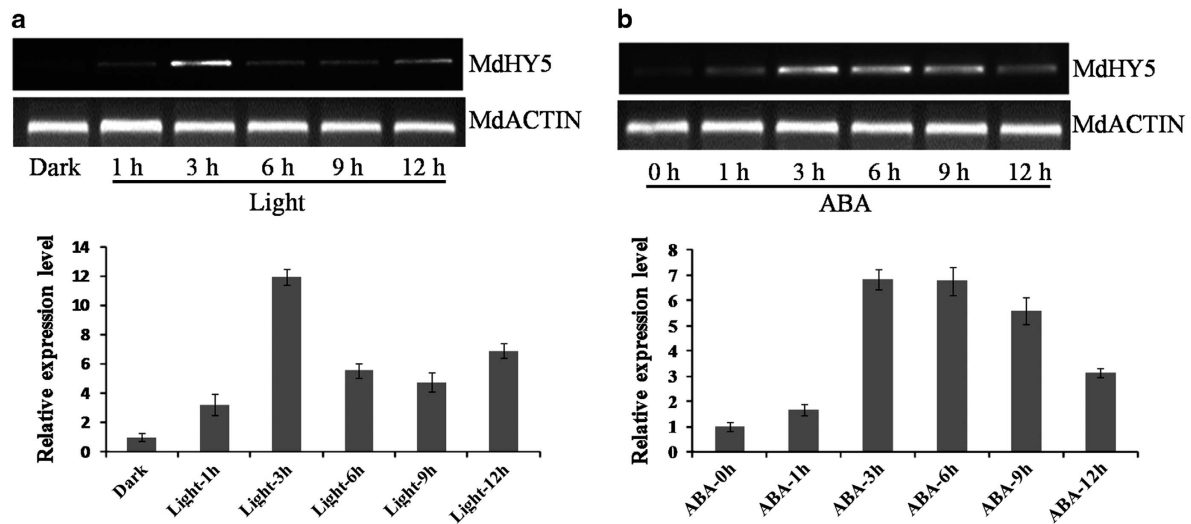 a
MdHY5
MdACTIN
Dark 1 h 3 h 6 h 9 h 12 h
Light
Relative expression level
14
12
10
8
6
4
2
0
Dark Light-1h Light-3h Light-6h Light-9h Light-12h
b
MdHY5
MdACTIN
0 h 1 h 3 h 6 h 9 h 12 h
ABA
Relative expression level
8
7
6
5
4
3
2
1
0
ABA-0h ABA-1h ABA-3h ABA-6h ABA-9h ABA-12h